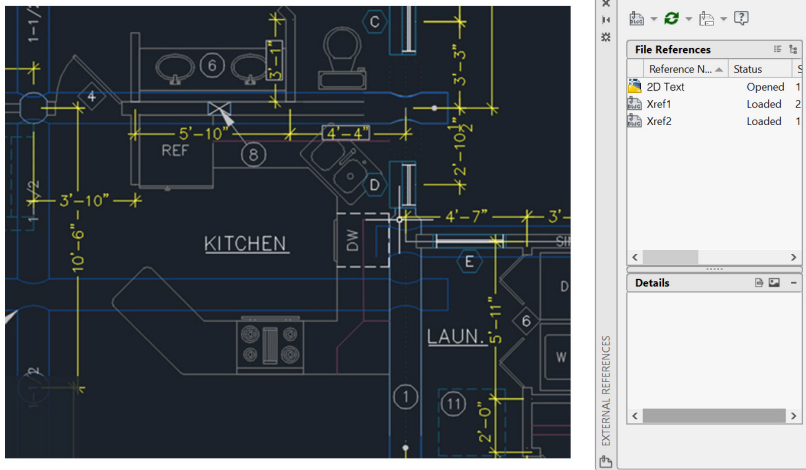 C
3'-1"
3'-3"
6
4
5'-10"
4'-4"
2'-10
REF
8
D
3'-10"
4'-7"
3'-
10'-6"
KITCHEN
DW
E
D
5'-11"
6
LAUN.
W
1
11
2'-0"
EXTERNAL REFERENCES
File References
Reference N... Status S
2D Text Opened 1
Xref1 Loaded 2
Xref2 Loaded 1
Details